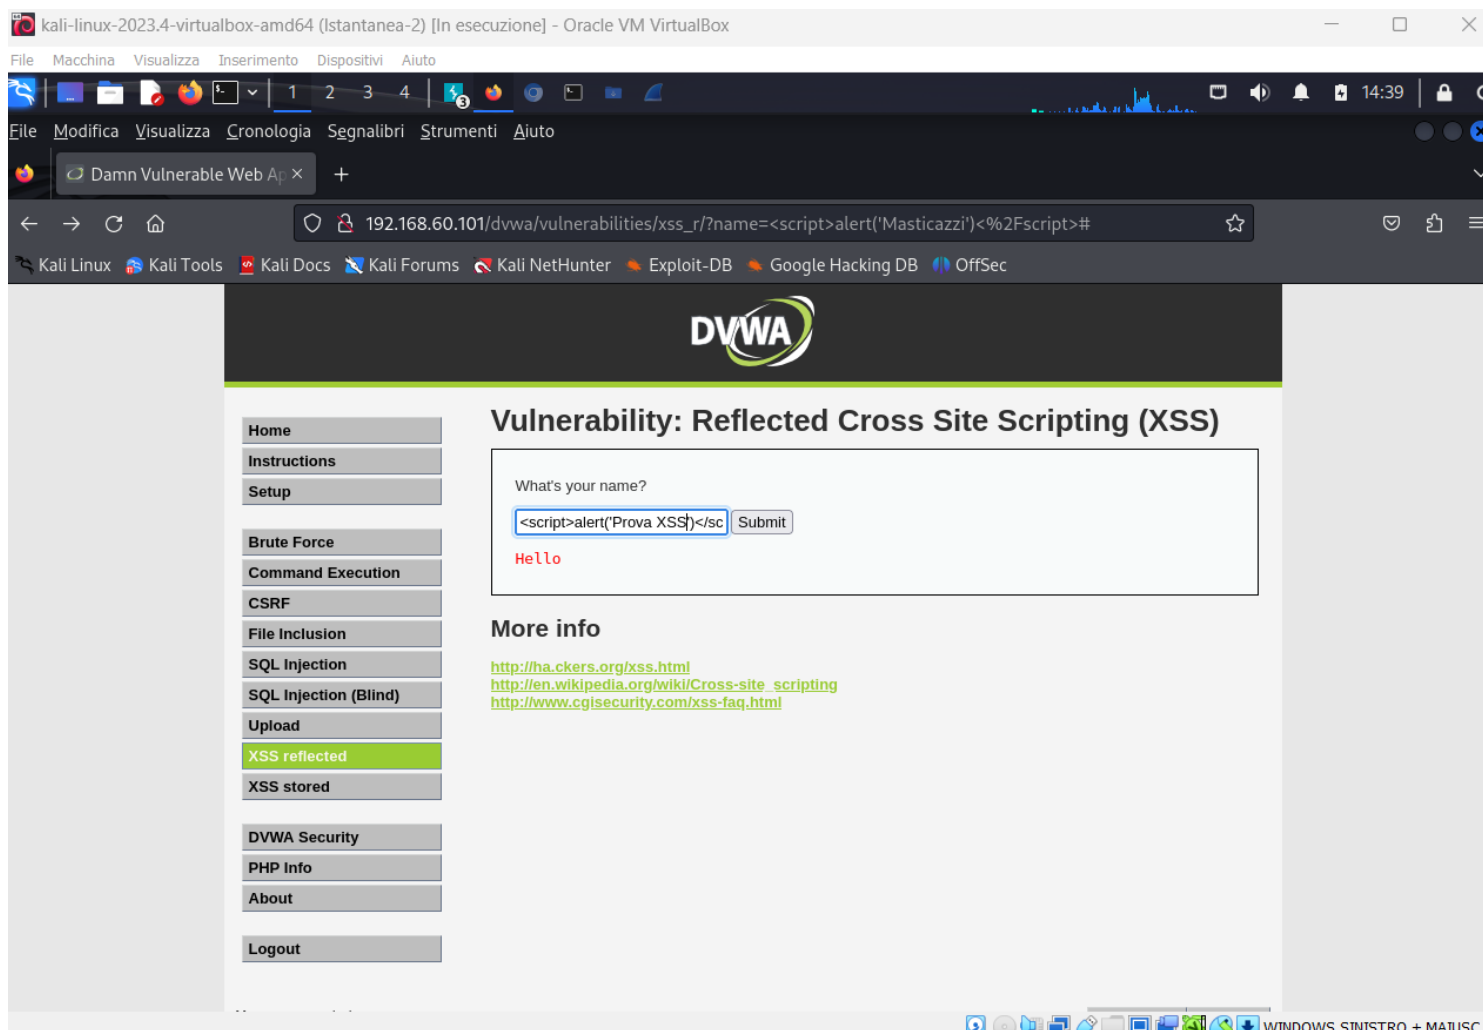 kali-linux-2023.4-virtualbox-amd64 (Istantanea-2) [In esecuzione] - Oracle VM VirtualBox
File Macchina Visualizza Inserimento Dispositivi Aiuto
1 2 3 4 3 14:39
File Modifica Visualizza Cronologia Segnalibri Strumenti Aiuto
Damn Vulnerable Web Ap
192.168.60.101/dvwa/vulnerabilities/xss_r/?name=<script>alert('Masticazzi')<%2Fscript>#
Kali Linux Kali Tools Kali Docs Kali Forums Kali NetHunter Exploit-DB Google Hacking DB OffSec
DVWA
Home
Instructions
Setup
Brute Force
Command Execution
CSRF
File Inclusion
SQL Injection
SQL Injection (Blind)
Upload
XSS reflected
XSS stored
DVWA Security
PHP Info
About
Logout
Vulnerability: Reflected Cross Site Scripting (XSS)
What's your name?
<script>alert('Prova XSS')</sc Submit
Hello
More info
http://ha.ckers.org/xss.html
http://en.wikipedia.org/wiki/Cross-site_scripting
http://www.cgisecurity.com/xss-faq.html
WINDOWS SINISTRO + MAIUSC